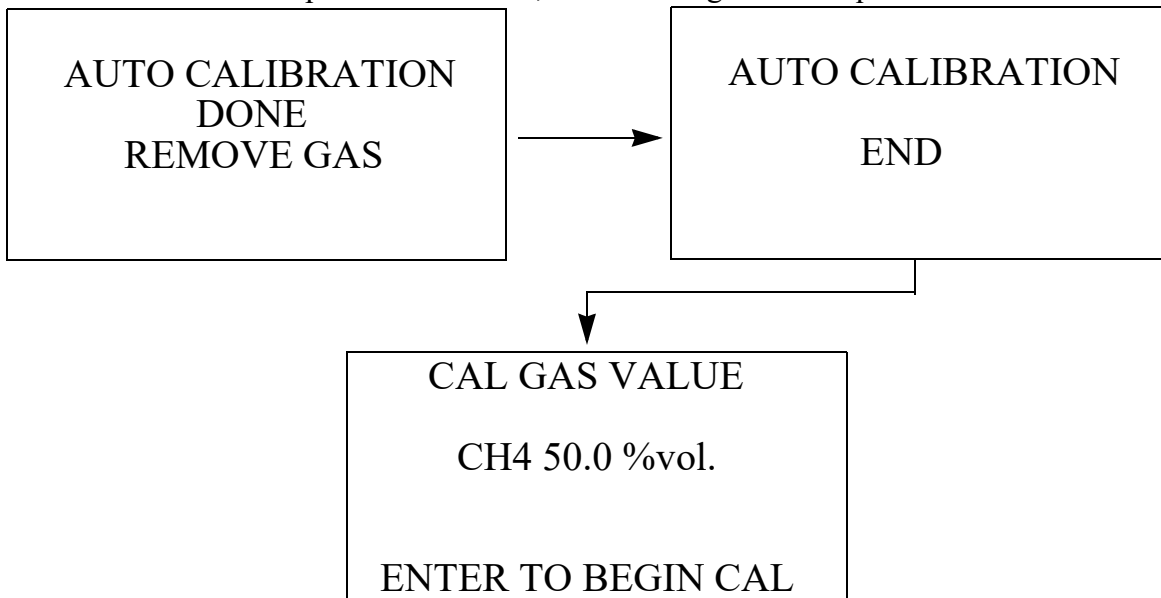 AUTO CALIBRATION
DONE
REMOVE GAS
AUTO CALIBRATION
END
CAL GAS VALUE
CH4 50.0 %vol.
ENTER TO BEGIN CAL